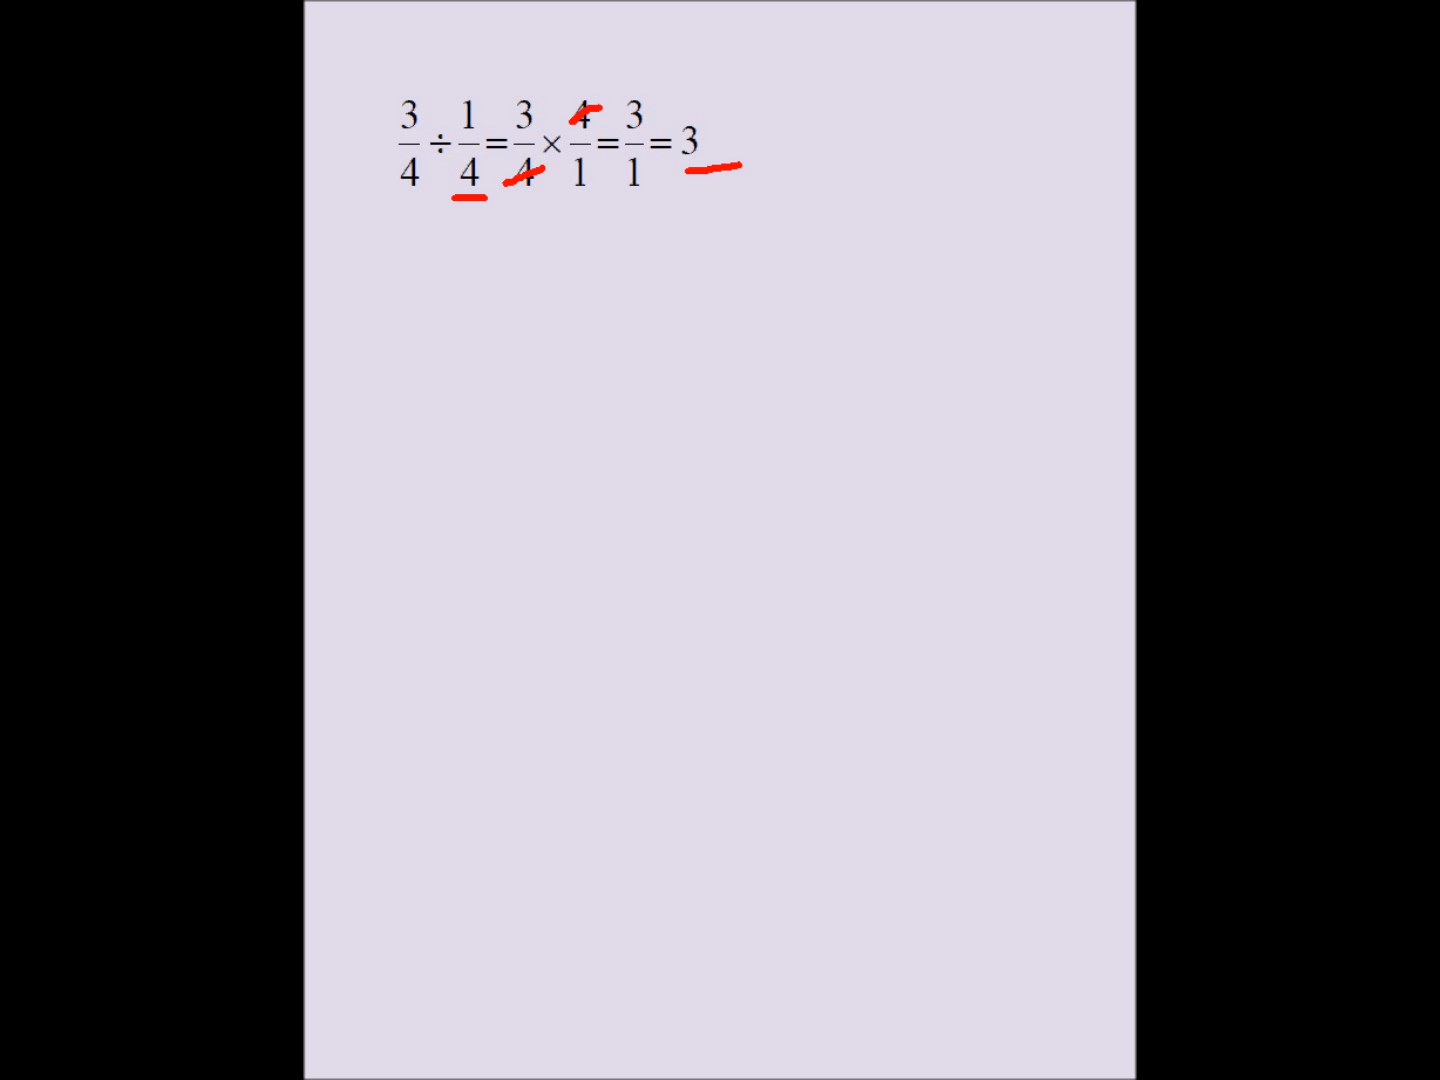 3/4 ÷ 1/4 = 3/4 × 4/1 = 3/1 = 3